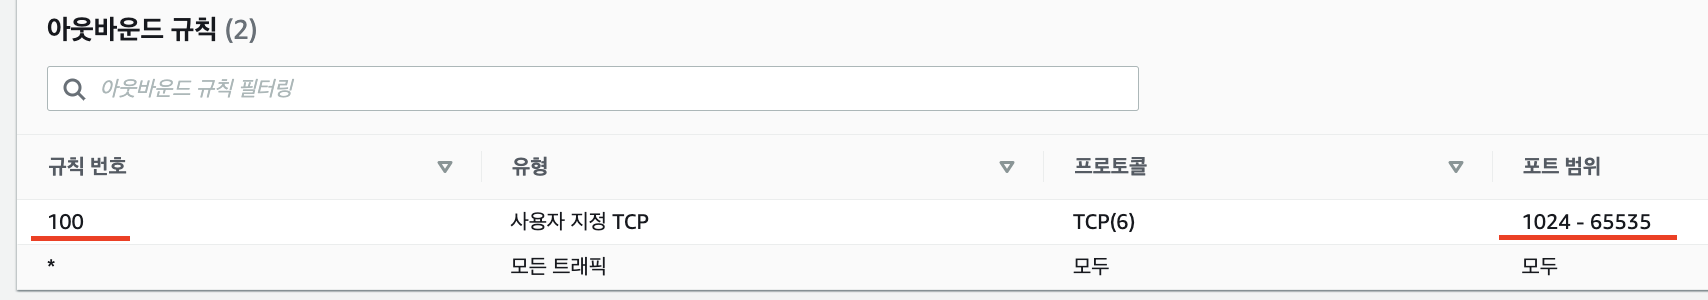 아웃바운드 규칙 (2)
아웃바운드 규칙 필터링
규칙 번호 유형 프로토콜 포트 범위
100 사용자 지정 TCP TCP(6) 1024 - 65535
* 모든 트래픽 모두 모두